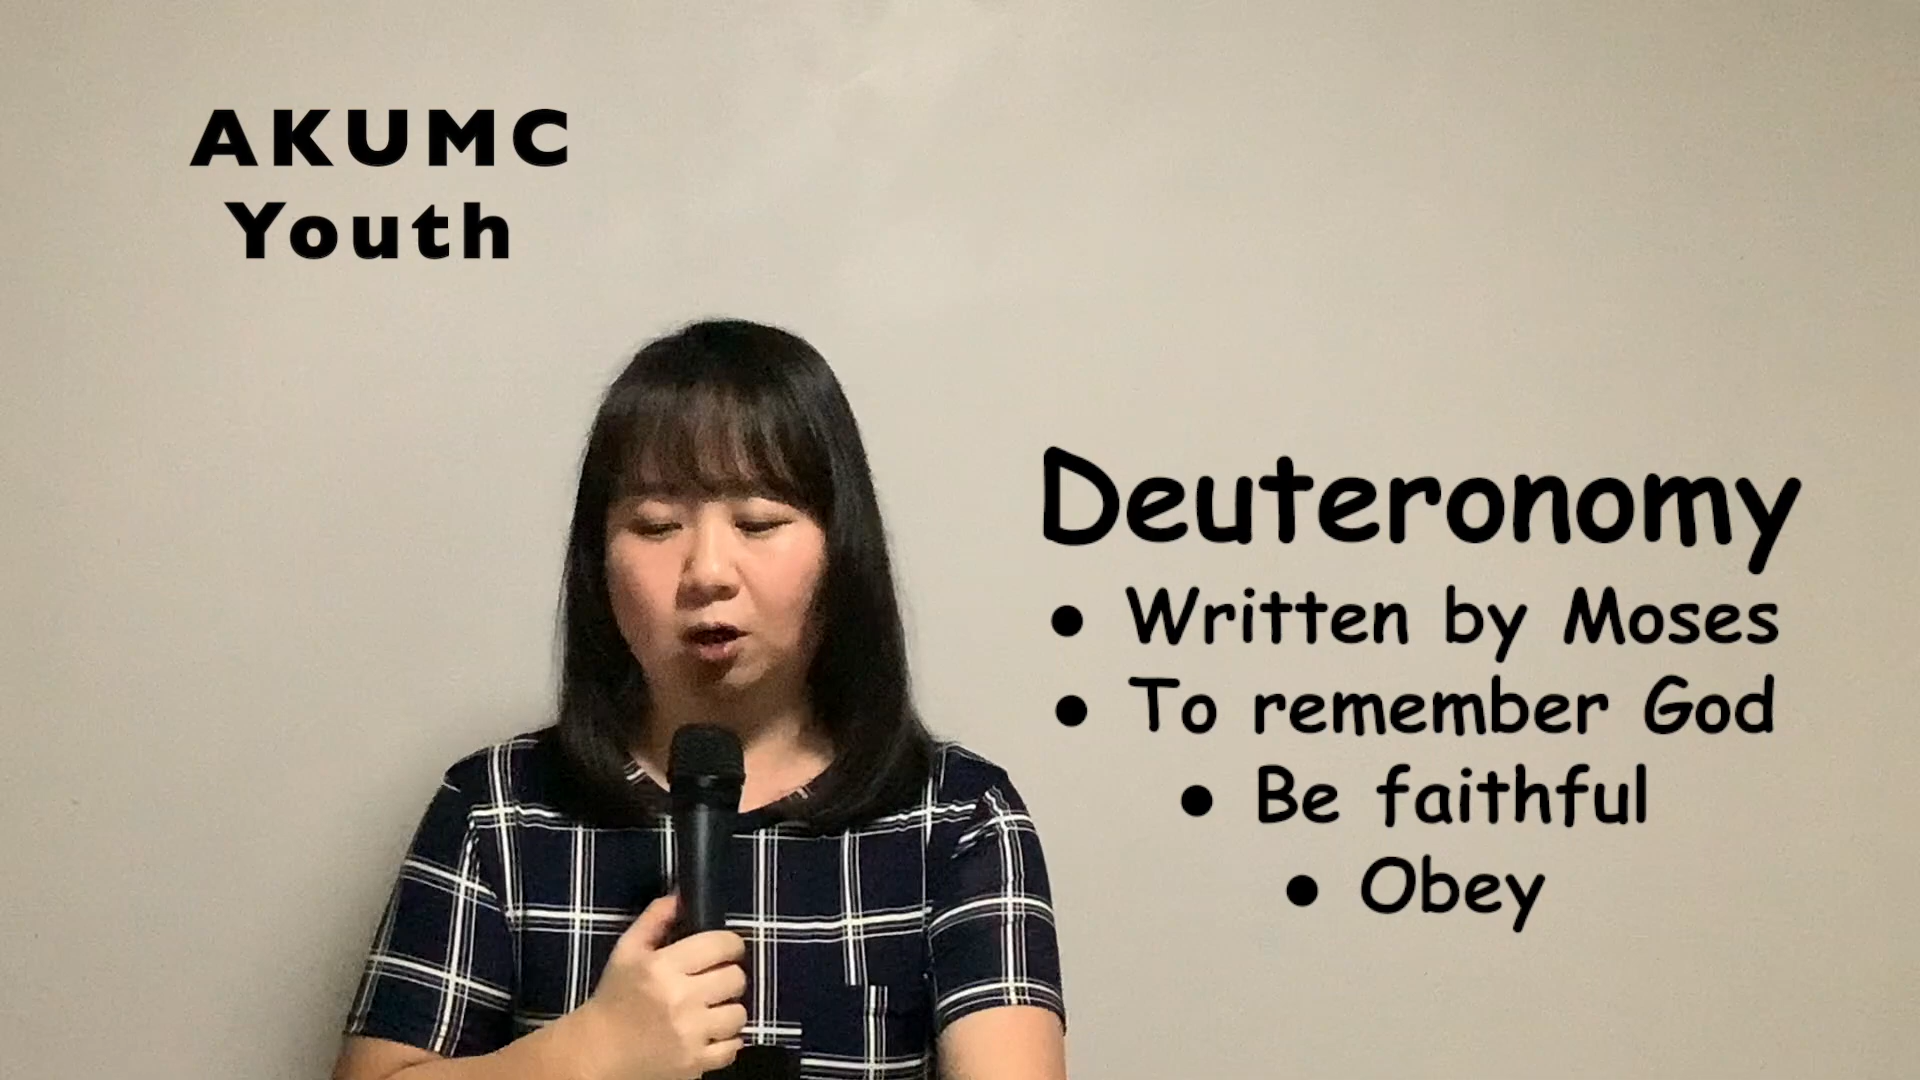 AKUMC
Youth
Deuteronomy
• Written by Moses
• To remember God
• Be faithful
• Obey